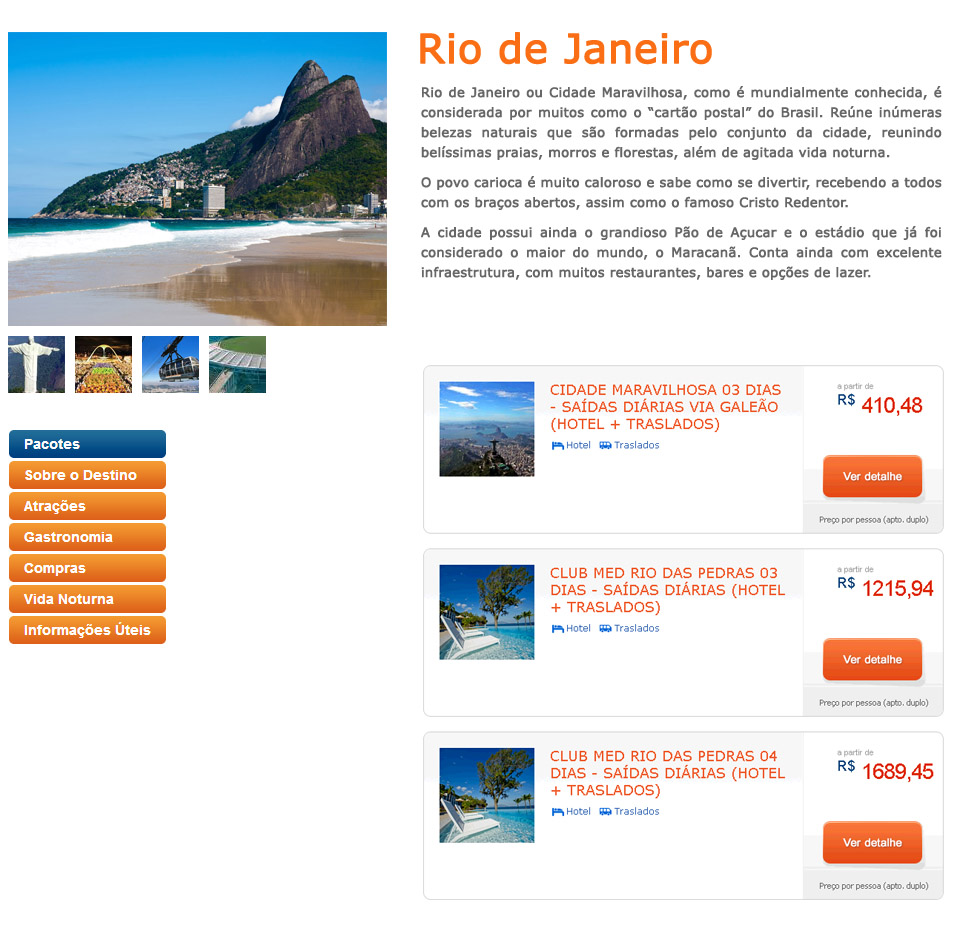 Rio de Janeiro
Rio de Janeiro ou Cidade Maravilhosa, como é mundialmente conhecida, é
considerada por muitos como o “cartão postal” do Brasil. Reúne inúmeras
belezas naturais que são formadas pelo conjunto da cidade, reunindo
belíssimas praias, morros e florestas, além de agitada vida noturna.
O povo carioca é muito caloroso e sabe como se divertir, recebendo a todos
com os braços abertos, assim como o famoso Cristo Redentor.
A cidade possui ainda o grandioso Pão de Açucar e o estádio que já foi
considerado o maior do mundo, o Maracanã. Conta ainda com excelente
infraestrutura, com muitos restaurantes, bares e opções de lazer.
Pacotes
Sobre o Destino
Atrações
Gastronomia
Compras
Vida Noturna
Informações Úteis
CIDADE MARAVILHOSA 03 DIAS
- SAÍDAS DIÁRIAS VIA GALEÃO
(HOTEL + TRASLADOS)
Hotel Traslados
a partir de
R$ 410,48
Ver detalhe
Preço por pessoa (apto. duplo)
CLUB MED RIO DAS PEDRAS 03
DIAS - SAÍDAS DIÁRIAS (HOTEL
+ TRASLADOS)
Hotel Traslados
a partir de
R$ 1215,94
Ver detalhe
Preço por pessoa (apto. duplo)
CLUB MED RIO DAS PEDRAS 04
DIAS - SAÍDAS DIÁRIAS (HOTEL
+ TRASLADOS)
Hotel Traslados
a partir de
R$ 1689,45
Ver detalhe
Preço por pessoa (apto. duplo)